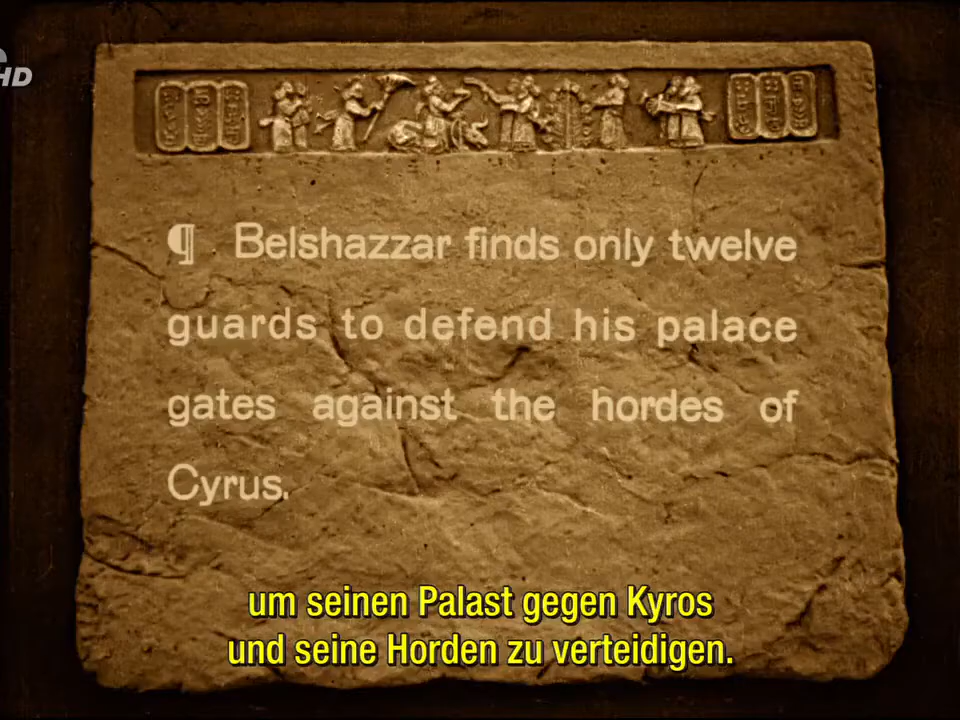 HD
¶ Belshazzar finds only twelve
guards to defend his palace
gates against the hordes of
Cyrus.
um seinen Palast gegen Kyros
und seine Horden zu verteidigen.